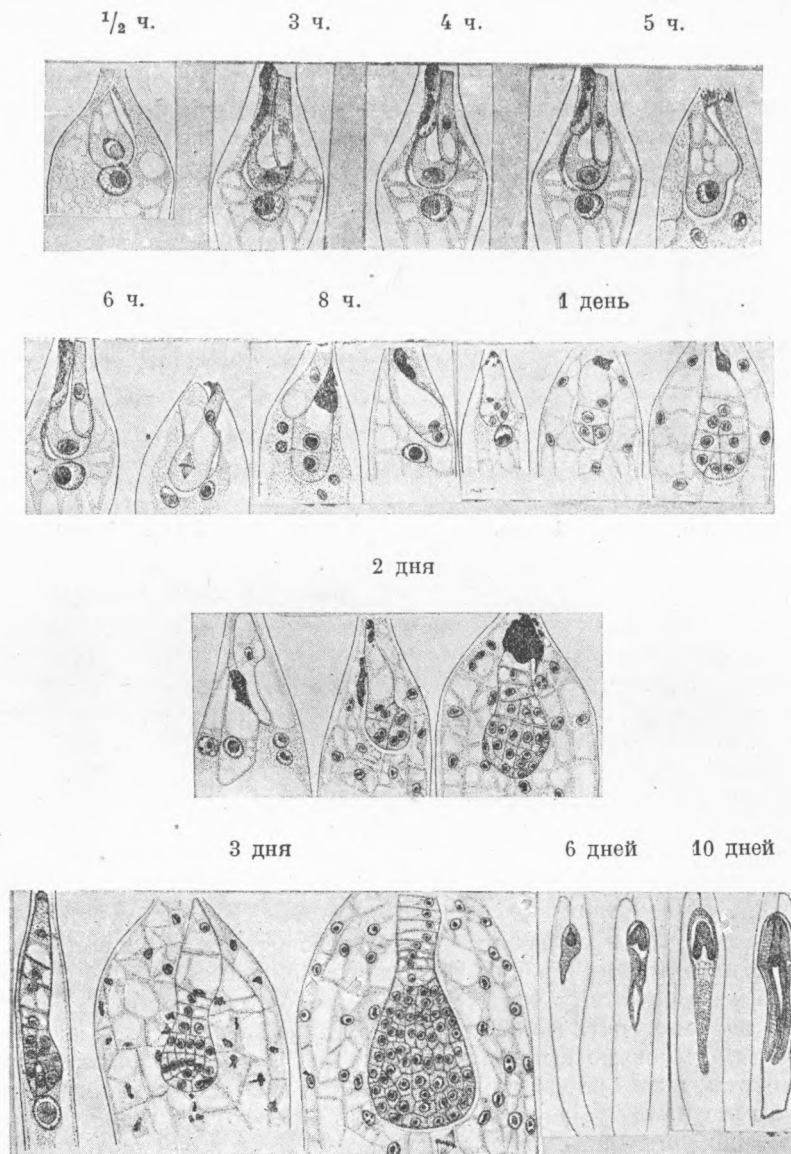 1/2 ч. 3 ч. 4 ч. 5 ч.
6 ч. 8 ч. 1 день
2 дня
3 дня 6 дней 10 дней